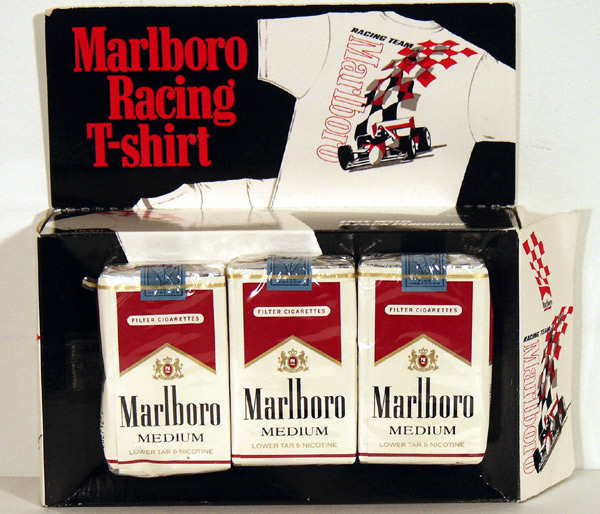 Marlboro
Racing
T-shirt
RACING TEAM
Marlboro
FILTER CIGARETTES
Marlboro
MEDIUM
LOWER TAR & NICOTINE
FILTER CIGARETTES
Marlboro
MEDIUM
LOWER TAR & NICOTINE
FILTER CIGARETTES
Marlboro
MEDIUM
LOWER TAR & NICOTINE
Marlboro
RACING TEAM
Marlboro